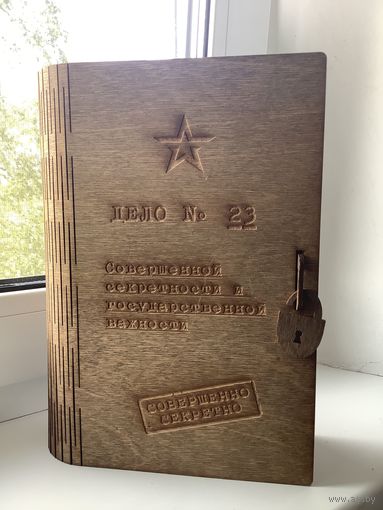 ДЕЛО № 23
Совершенной
секретности и
государственной
важности
СОВЕРШЕННО
СЕКРЕТНО